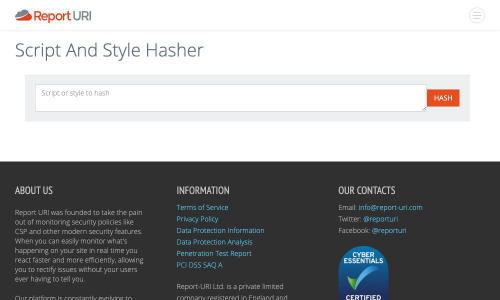 Report URI
Script And Style Hasher
Script or style to hash
HASH
ABOUT US
Report URI was founded to take the pain
out of monitoring security policies like
CSP and other modern security features.
When you can easily monitor what's
happening on your site in real time you
react faster and more efficiently, allowing
you to rectify issues without your users
ever having to tell you.
Our platform is constantly evolving to
INFORMATION
Terms of Service
Privacy Policy
Data Protection Information
Data Protection Analysis
Penetration Test Report
PCI DSS SAQ A
Report-URI Ltd. is a private limited
company registered in England and
OUR CONTACTS
Email: info@report-uri.com
Twitter: @reporturi
Facebook: @reporturi
CYBER
ESSENTIALS
CERTIFIED